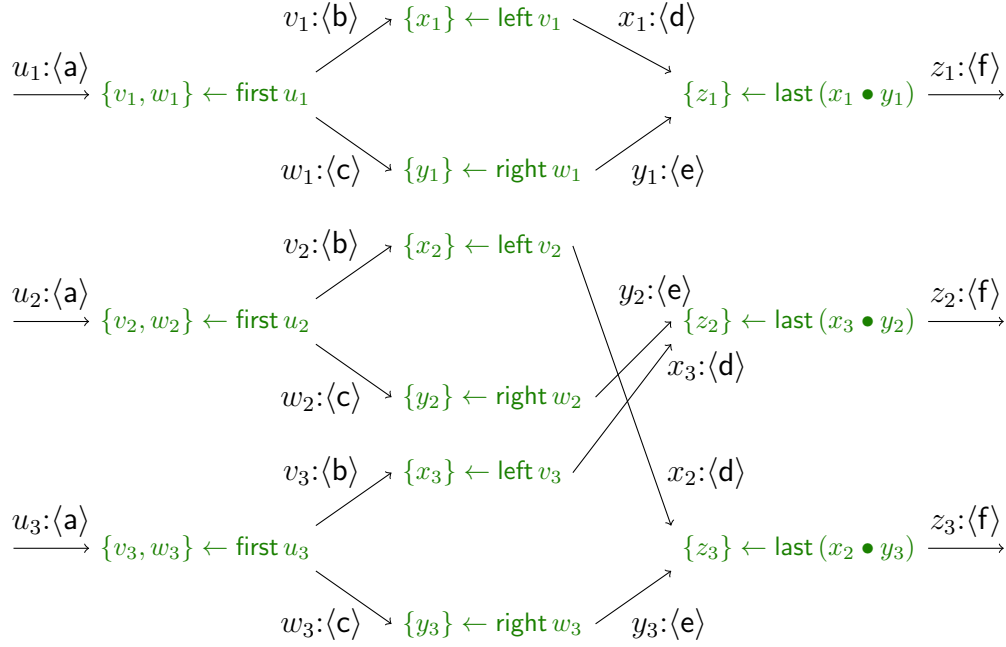 v₁:⟨b⟩ {x₁} ← left v₁ x₁:⟨d⟩
u₁:⟨a⟩ {v₁, w₁} ← first u₁ {z₁} ← last (x₁ • y₁) z₁:⟨f⟩
w₁:⟨c⟩ {y₁} ← right w₁ y₁:⟨e⟩
v₂:⟨b⟩ {x₂} ← left v₂
u₂:⟨a⟩ {v₂, w₂} ← first u₂ y₂:⟨e⟩ {z₂} ← last (x₃ • y₂) z₂:⟨f⟩
x₃:⟨d⟩
w₂:⟨c⟩ {y₂} ← right w₂
v₃:⟨b⟩ {x₃} ← left v₃ x₂:⟨d⟩
u₃:⟨a⟩ {v₃, w₃} ← first u₃ {z₃} ← last (x₂ • y₃) z₃:⟨f⟩
w₃:⟨c⟩ {y₃} ← right w₃ y₃:⟨e⟩